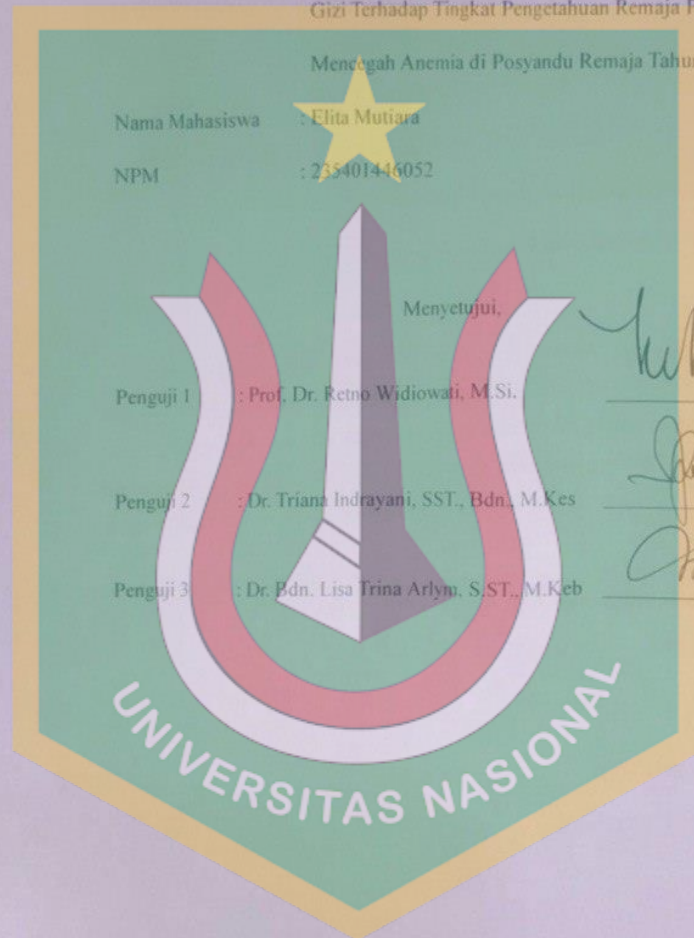 Gizi Terhadap Tingkat Pengetahuan Remaja
Mencegah Anemia di Posyandu Remaja
Nama Mahasiswa : Elita Mutiara
NPM : 235401446052
Menyetujui,
Penguji 1 : Prof, Dr. Retno Widiowati, M.Si.
Penguji 2 : Dr. Triana Indrayani, SST., Bdn., M.Kes
Penguji 3 : Dr. Bdn. Lisa Trina Arlym, S.ST., M.Keb
UNIVERSITAS NASIONAL